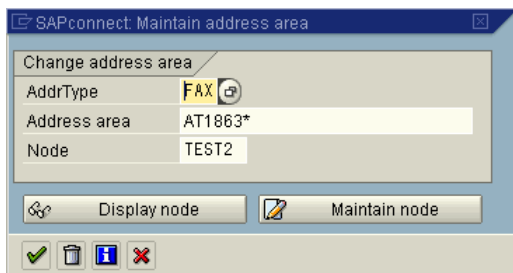 SAPconnect: Maintain address area
Change address area
AddrType FAX
Address area AT1863*
Node TEST2
Display node Maintain node